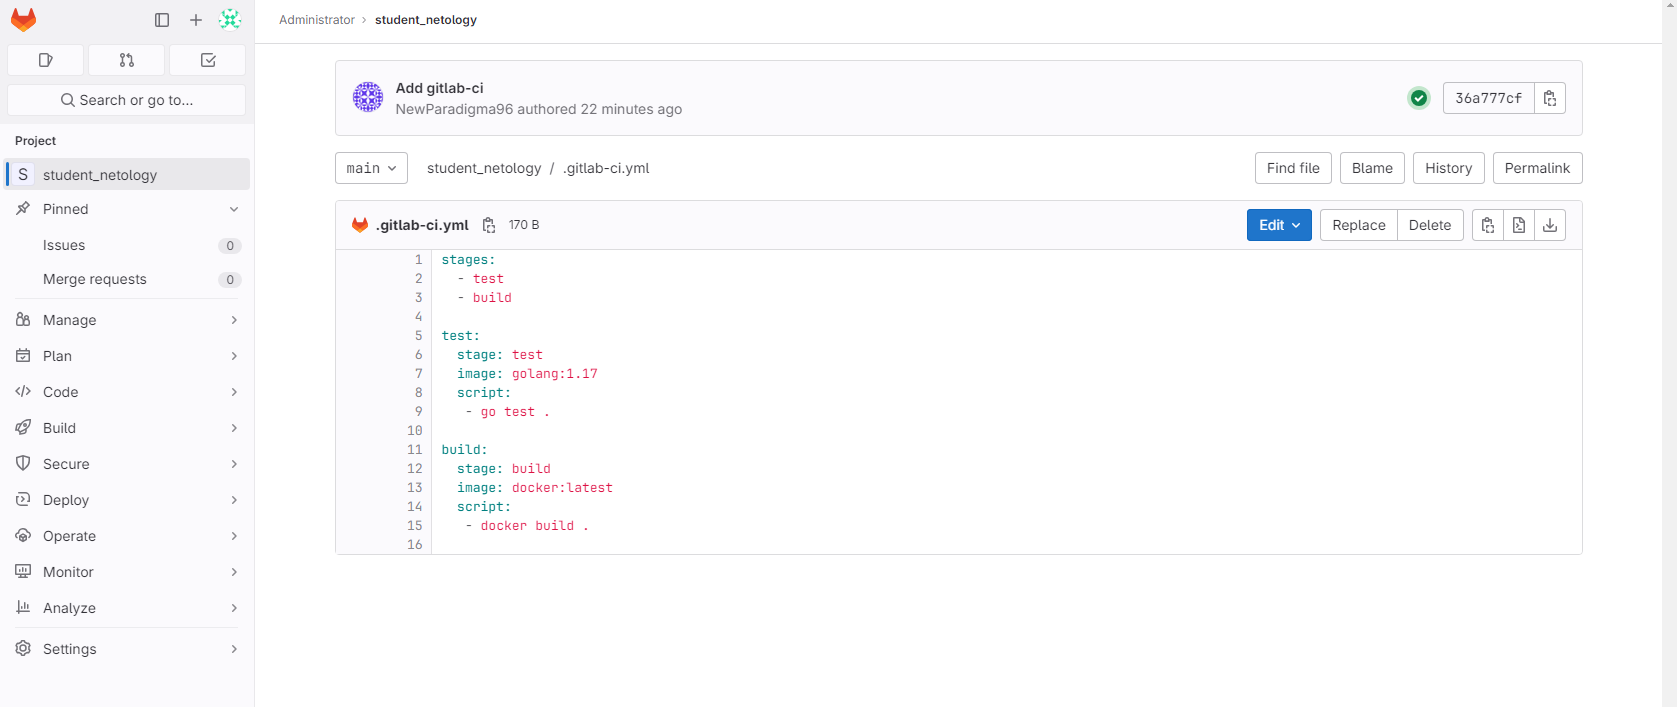 Administrator › student_netology
Search or go to...
Project
S student_netology
Pinned
Issues 0
Merge requests 0
Manage
Plan
Code
Build
Secure
Deploy
Operate
Monitor
Analyze
Settings
Add gitlab-ci
NewParadigma96 authored 22 minutes ago
36a777cf
main student_netology / .gitlab-ci.yml Find file Blame History Permalink
.gitlab-ci.yml 170 B Edit Replace Delete
1 stages:
2   - test
3   - build
4
5 test:
6   stage: test
7   image: golang:1.17
8   script:
9    - go test .
10
11 build:
12   stage: build
13   image: docker:latest
14   script:
15    - docker build .
16